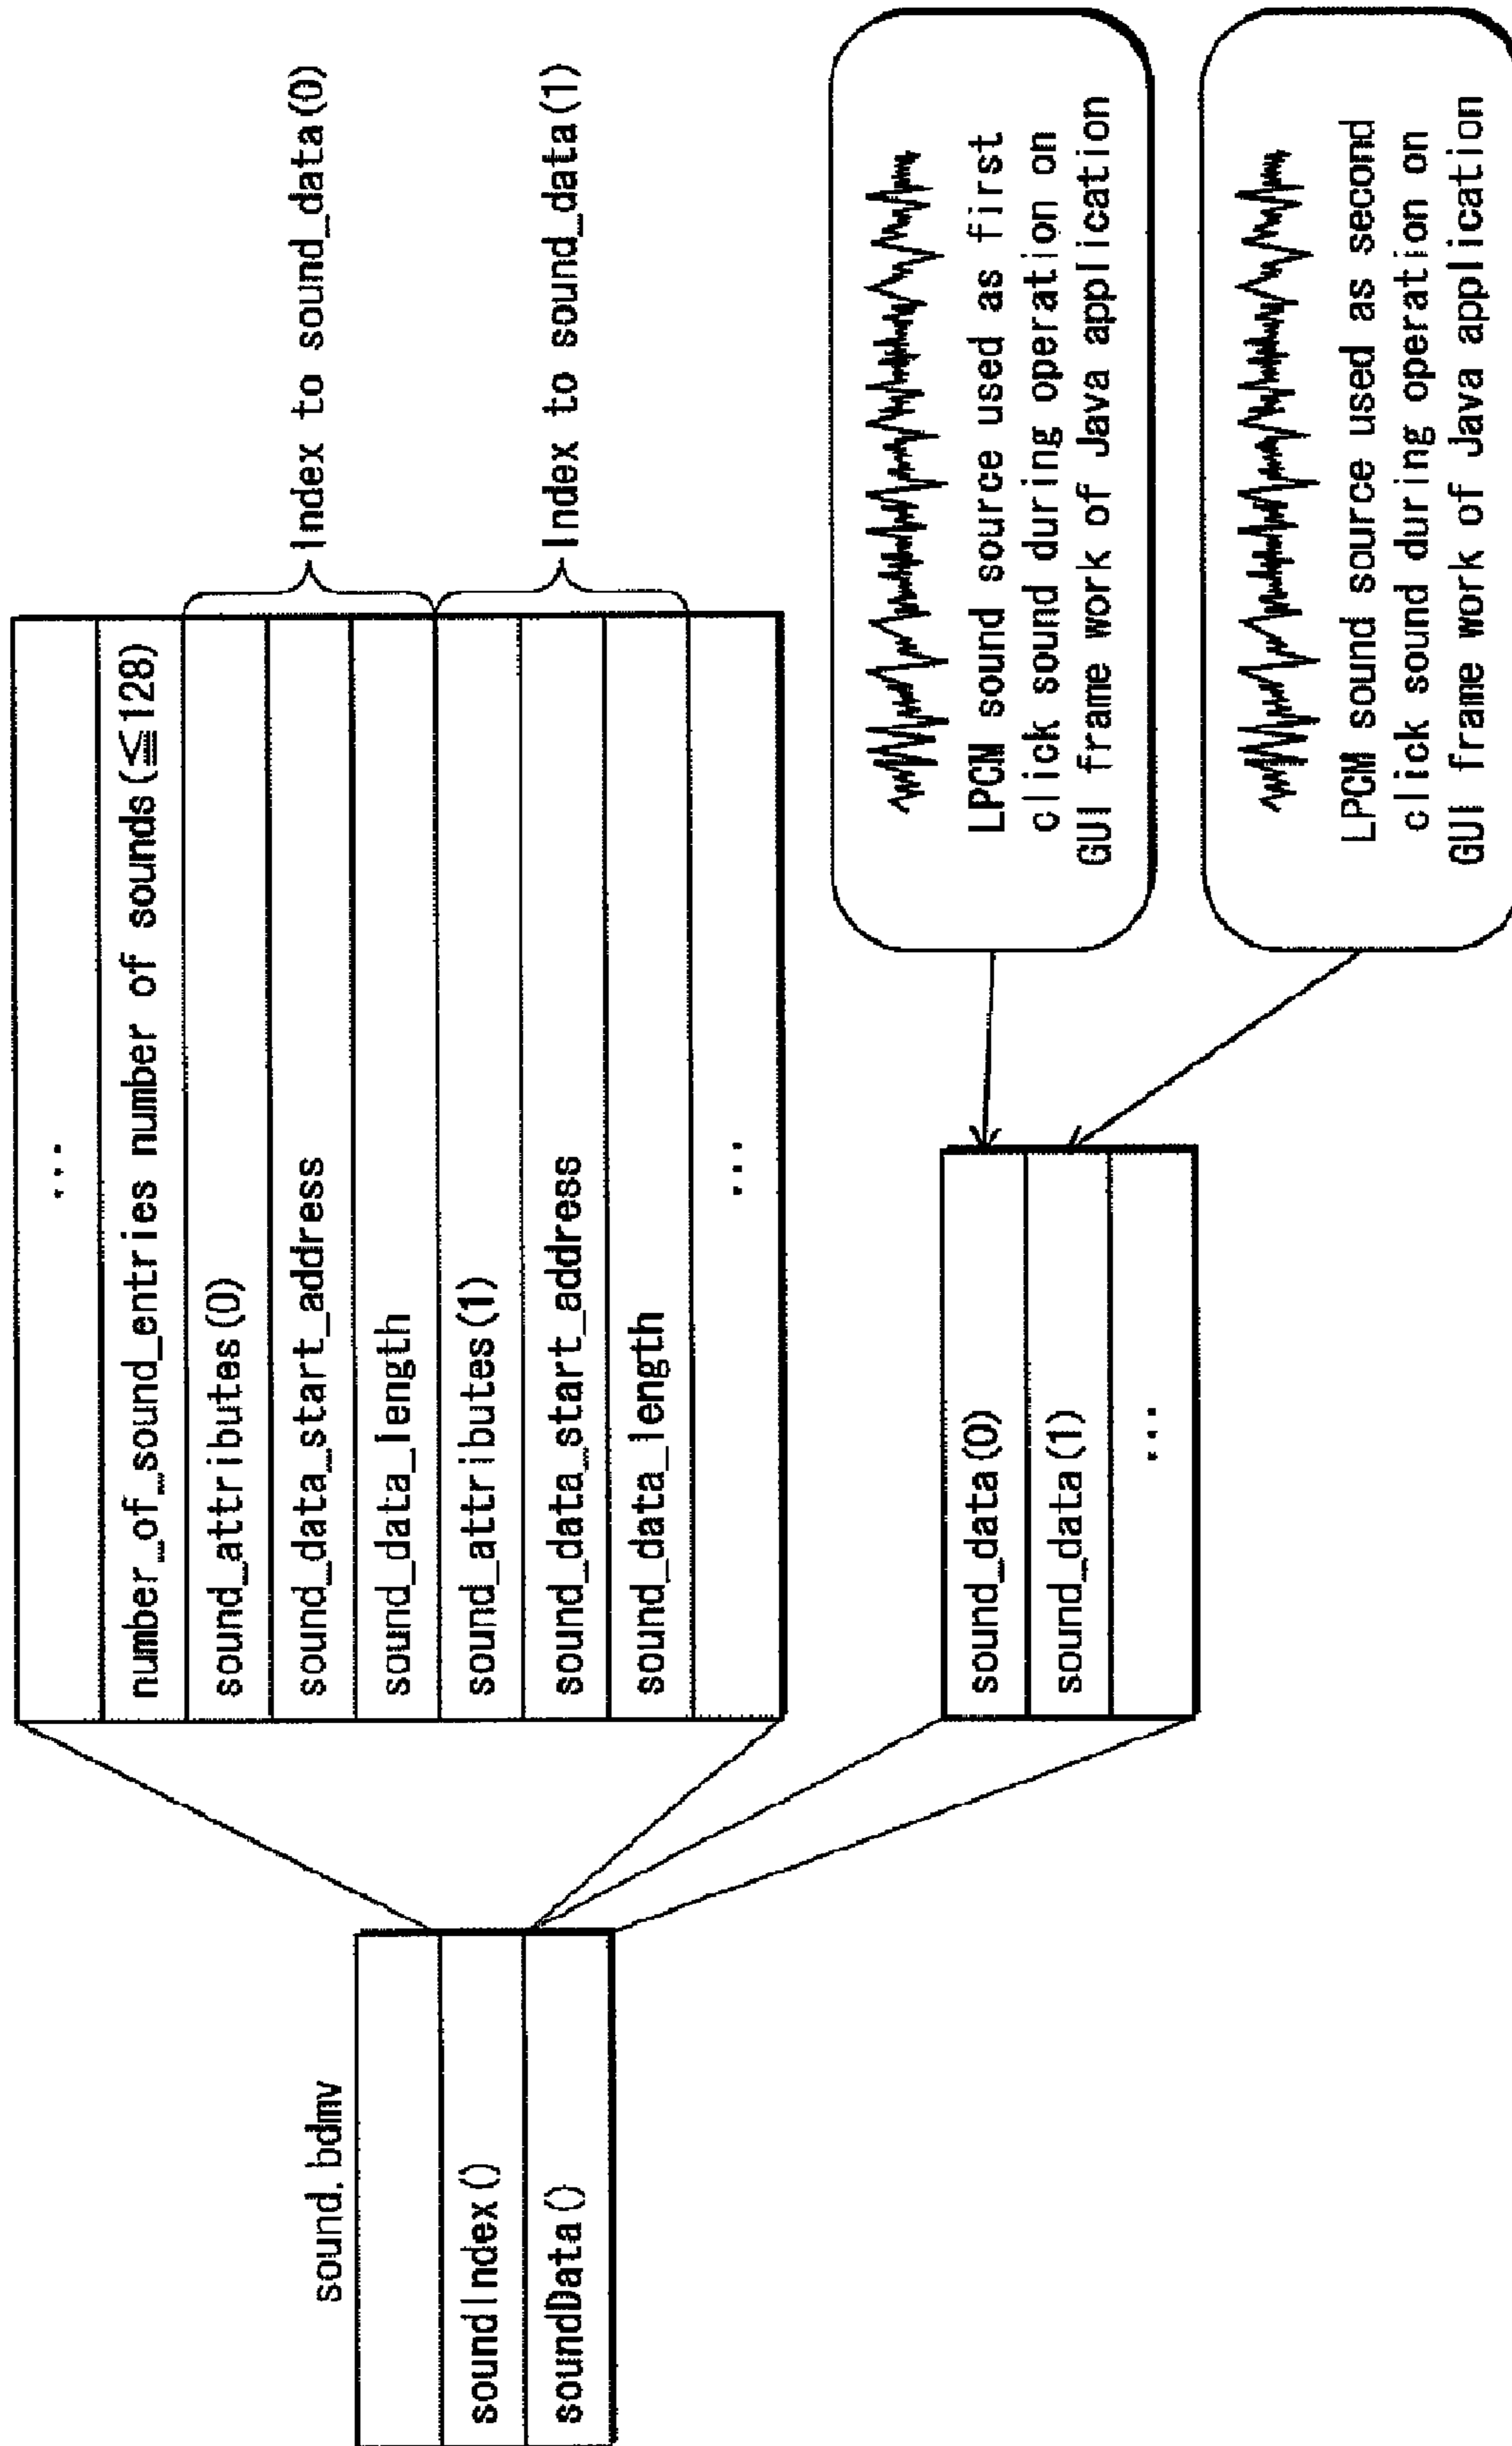 sound.bdmv
soundIndex()
soundData()
...
number_of_sound_entries number of sounds(≦128)
sound_attributes(0)
sound_data_start_address
sound_data_length
sound_attributes(1)
sound_data_start_address
sound_data_length
...
Index to sound_data(0)
Index to sound_data(1)
sound_data(0)
sound_data(1)
...
LPCM sound source used as first
click sound during operation on
GUI frame work of Java application
LPCM sound source used as second
click sound during operation on
GUI frame work of Java application